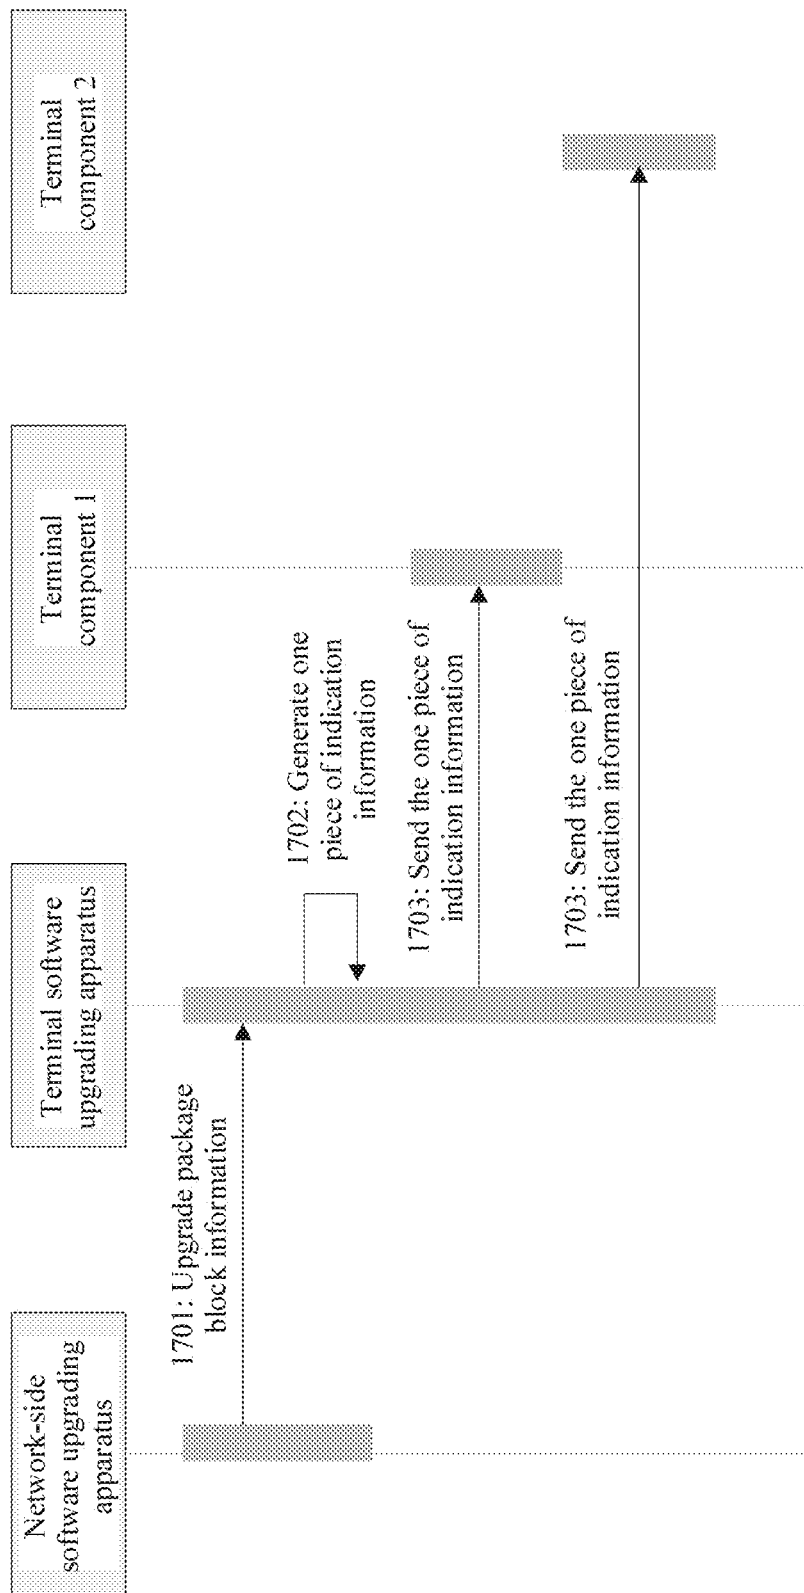 Network-side
software upgrading
apparatus
Terminal software
upgrading apparatus
Terminal
component 1
Terminal
component 2
1701: Upgrade package
block information
1702: Generate one
piece of indication
information
1703: Send the one piece of
indication information
1703: Send the one piece of
indication information